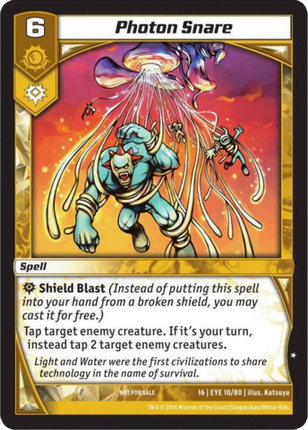 6
Photon Snare
Spell
Shield Blast (Instead of putting this spell
into your hand from a broken shield, you may
cast it for free.)
Tap target enemy creature. If it's your turn,
instead tap 2 target enemy creatures.
Light and Water were the first civilizations to share
technology in the name of survival.
NOT FOR SALE
16 | EYE 10/80 | illus. Katsuya
TM & © 2014 Wizards of the Coast/Shogakukan/Mitsui-Kids.